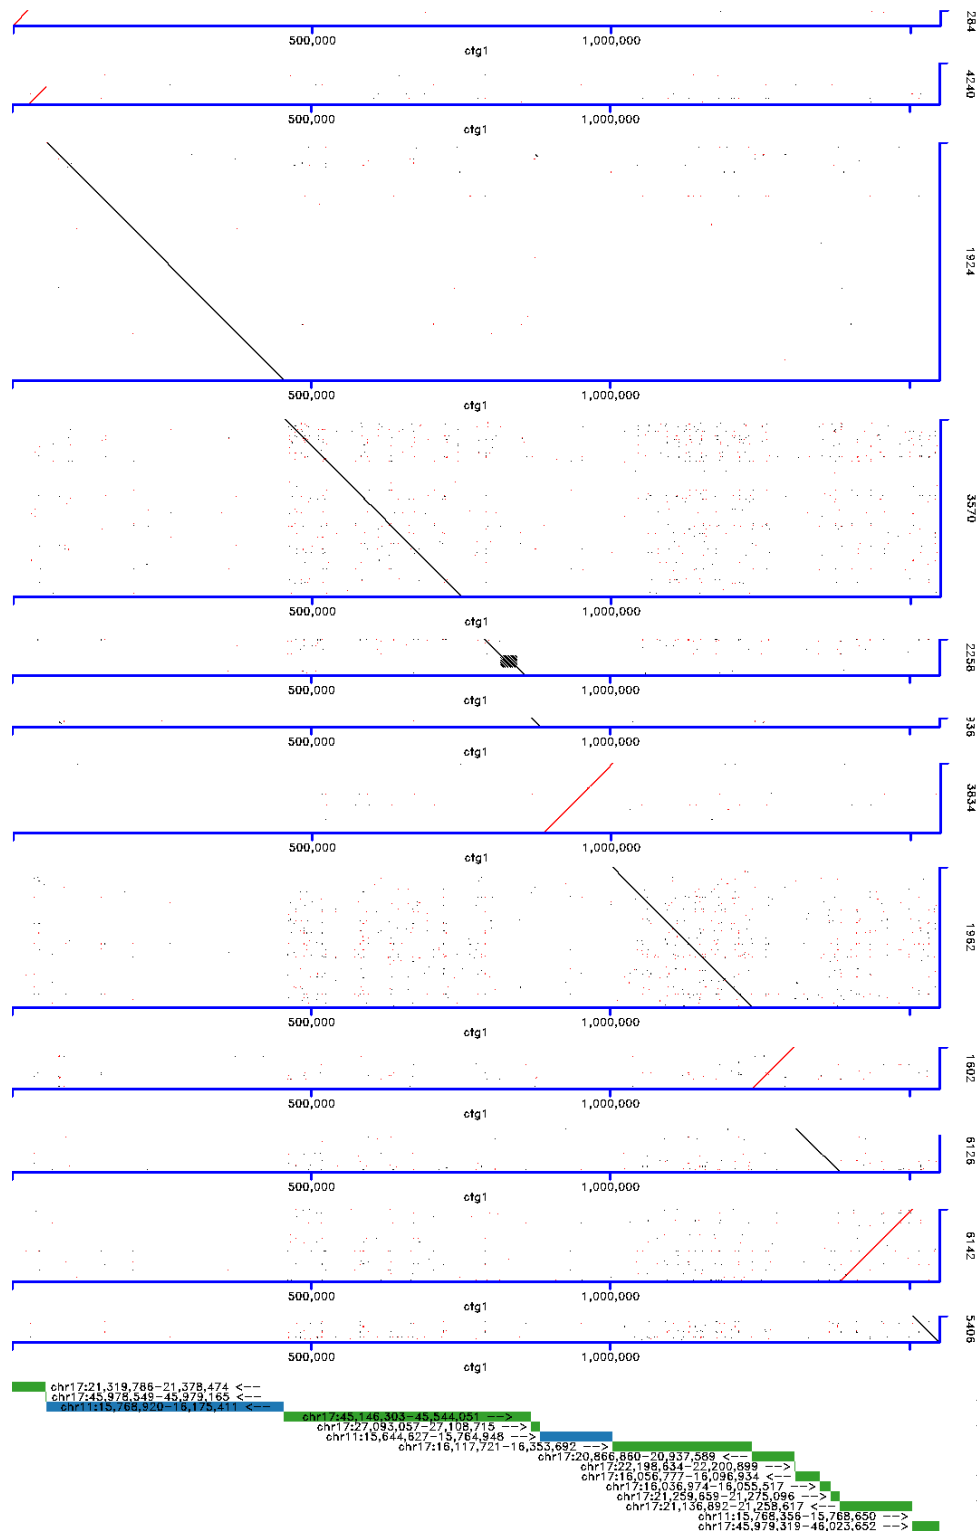 284
500,000 1,000,000
ctg1
4240
500,000 1,000,000
ctg1
1924
500,000 1,000,000
ctg1
3570
500,000 1,000,000
ctg1
2258
500,000 1,000,000
ctg1
936
500,000 1,000,000
ctg1
3834
500,000 1,000,000
ctg1
1962
500,000 1,000,000
ctg1
1602
500,000 1,000,000
ctg1
6126
500,000 1,000,000
ctg1
6142
500,000 1,000,000
ctg1
5406
500,000 1,000,000
ctg1
chr17:21,319,786-21,378,474 <--
chr17:45,978,549-45,979,165 <--
chr11:15,768,920-16,175,411 <--
chr17:45,146,303-45,544,051 -->
chr17:27,093,057-27,108,715 -->
chr11:15,644,627-15,764,948 -->
chr17:16,117,721-16,353,692 -->
chr17:20,866,860-20,937,589 <--
chr17:22,198,634-22,200,899 -->
chr17:16,056,777-16,096,934 <--
chr17:16,036,974-16,055,517 -->
chr17:21,259,659-21,275,096 -->
chr17:21,136,892-21,258,617 <--
chr11:15,768,356-15,768,650 -->
chr17:45,979,319-46,023,652 -->